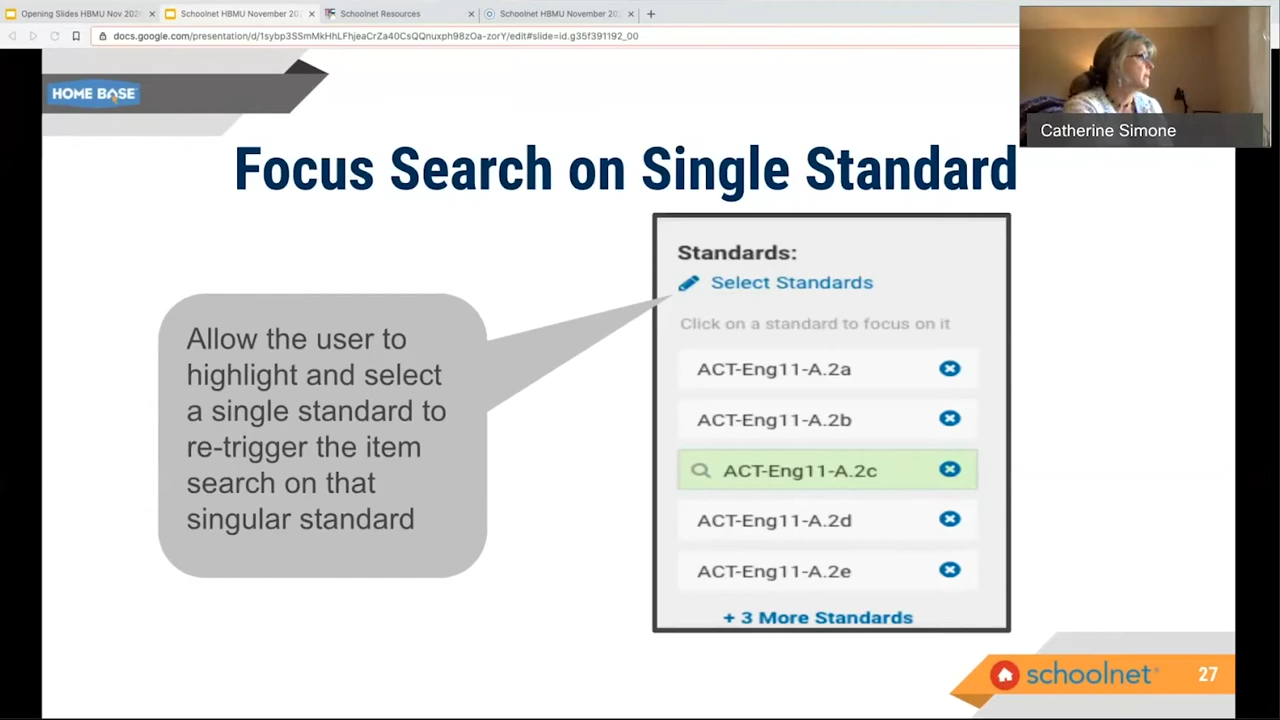 Opening Slides HBMU Nov 202
Schoolnet HBMU November 202
Schoolnet Resources
Schoolnet HBMU November 202
docs.google.com/presentation/d/1sybp3SSmMkHhLFhjeaCrZa40CsQQnuxph98zOa-zorY/edit#slide=id.g35f391192_00
Catherine Simone
HOME BASE
Focus Search on Single Standard
Allow the user to
highlight and select
a single standard to
re-trigger the item
search on that
singular standard
Standards:
Select Standards
Click on a standard to focus on it
ACT-Eng11-A.2a
ACT-Eng11-A.2b
ACT-Eng11-A.2c
ACT-Eng11-A.2d
ACT-Eng11-A.2e
+ 3 More Standards
schoolnet
27